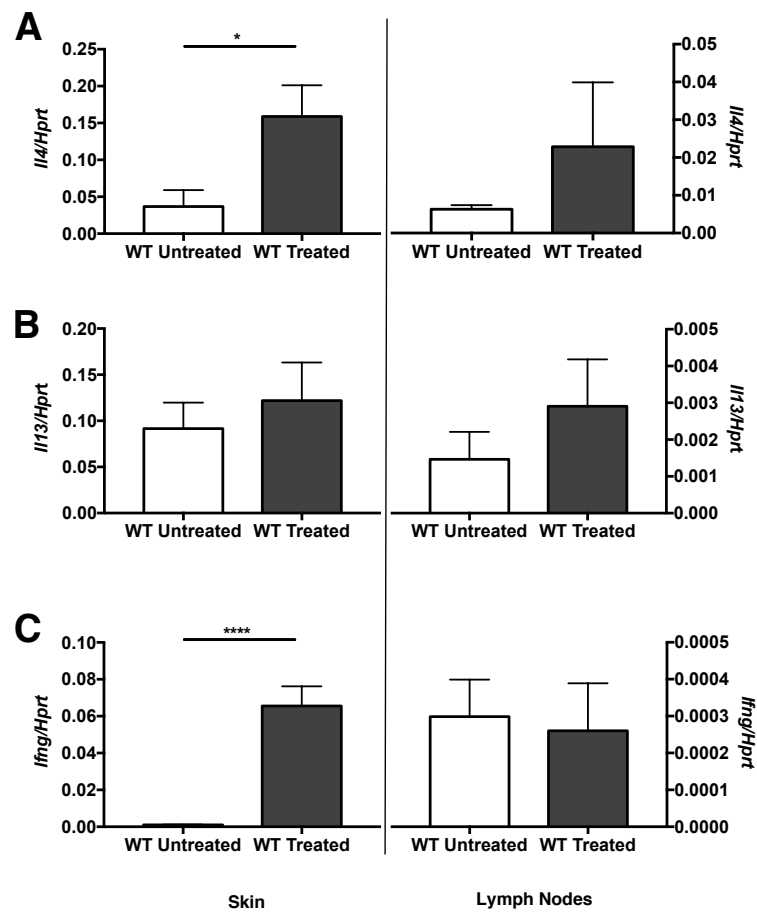 A
*
Il4/Hprt
0.25
0.20
0.15
0.10
0.05
0.00
WT Untreated WT Treated
0.05
0.04
0.03
0.02
0.01
0.00
Il4/Hprt
WT Untreated WT Treated
B
Il13/Hprt
0.20
0.15
0.10
0.05
0.00
WT Untreated WT Treated
0.005
0.004
0.003
0.002
0.001
0.000
Il13/Hprt
WT Untreated WT Treated
C
****
Ifng/Hprt
0.10
0.08
0.06
0.04
0.02
0.00
WT Untreated WT Treated
0.0005
0.0004
0.0003
0.0002
0.0001
0.0000
Ifng/Hprt
WT Untreated WT Treated
Skin
Lymph Nodes